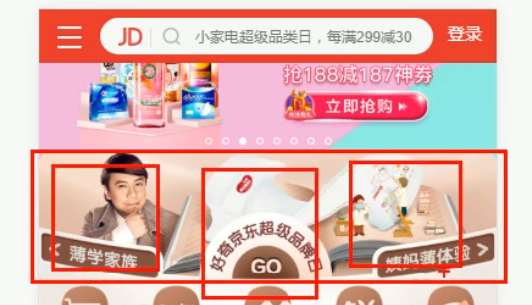 JD
小家电超级品类日，每满299减30
登录
抢188减187神券
立即抢购
薄学家族
好奇京东超级品牌日
GO
姨妈薄体验